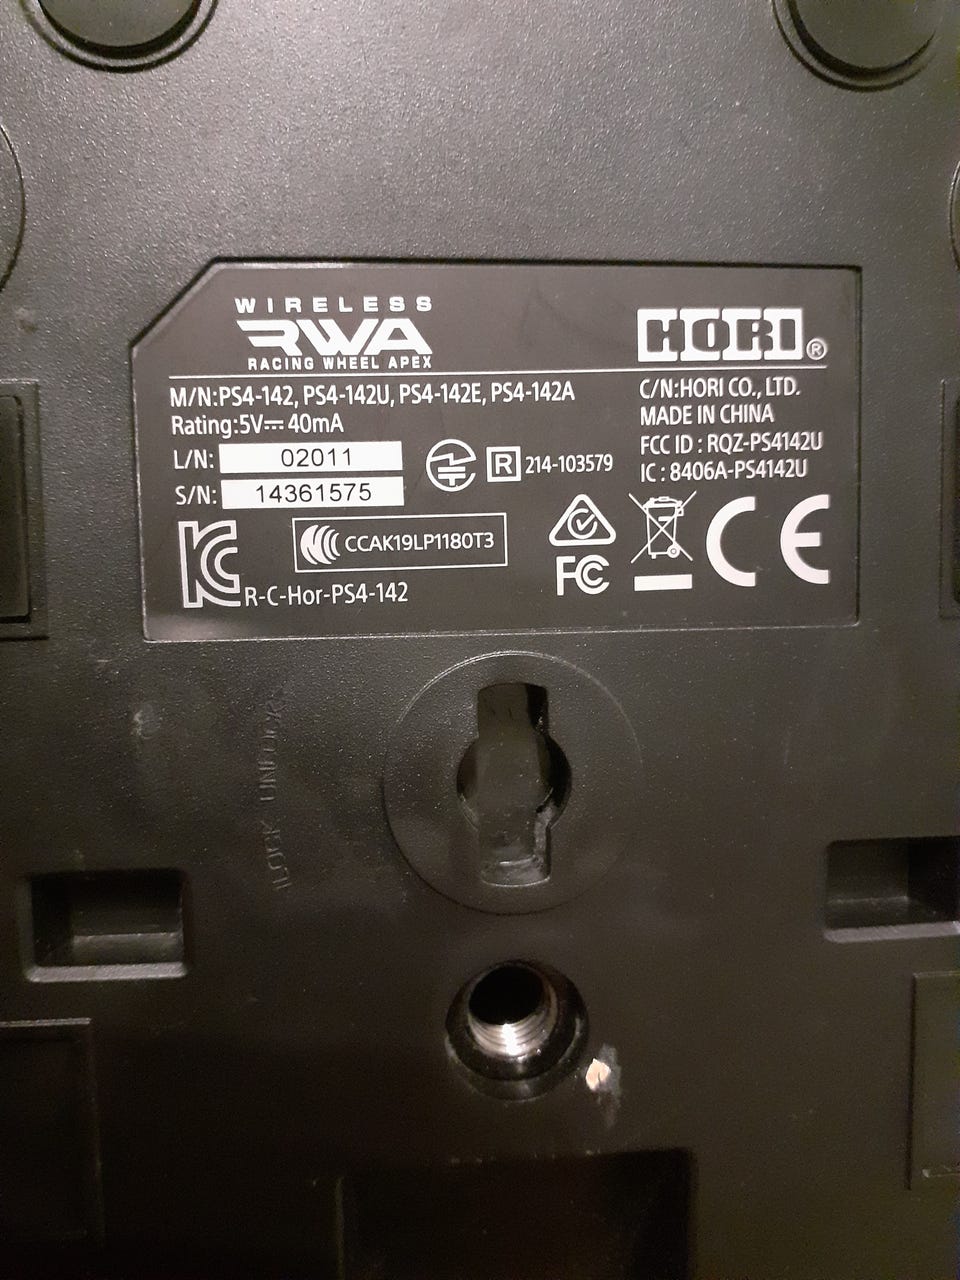 WIRELESS
RWA
RACING WHEEL APEX
HORI®
M/N:PS4-142, PS4-142U, PS4-142E, PS4-142A
Rating:5V⎓40mA
L/N: 02011
S/N: 14361575
R 214-103579
C/N:HORI CO., LTD.
MADE IN CHINA
FCC ID : RQZ-PS4142U
IC : 8406A-PS4142U
CCAK19LP1180T3
KC
R-C-Hor-PS4-142
FC
CE
LOCK UNLOCK